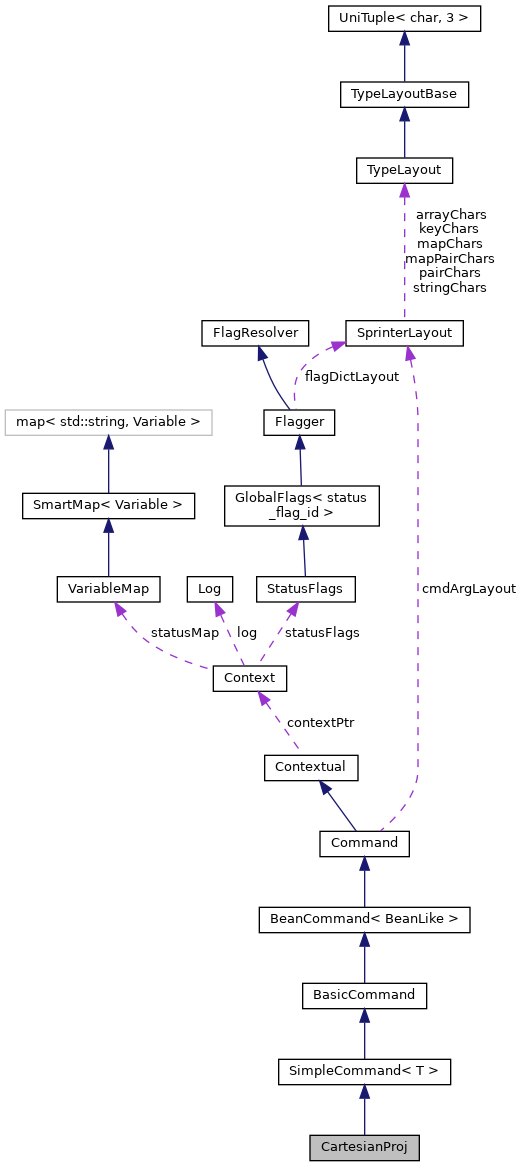 UniTuple< char, 3 >
TypeLayoutBase
TypeLayout
arrayChars
keyChars
mapChars
mapPairChars
pairChars
stringChars
FlagResolver
SprinterLayout
flagDictLayout
map< std::string, Variable >
Flagger
SmartMap< Variable >
GlobalFlags< status
_flag_id >
VariableMap
Log
StatusFlags
cmdArgLayout
statusMap
log
statusFlags
Context
contextPtr
Contextual
Command
BeanCommand< BeanLike >
BasicCommand
SimpleCommand< T >
CartesianProj